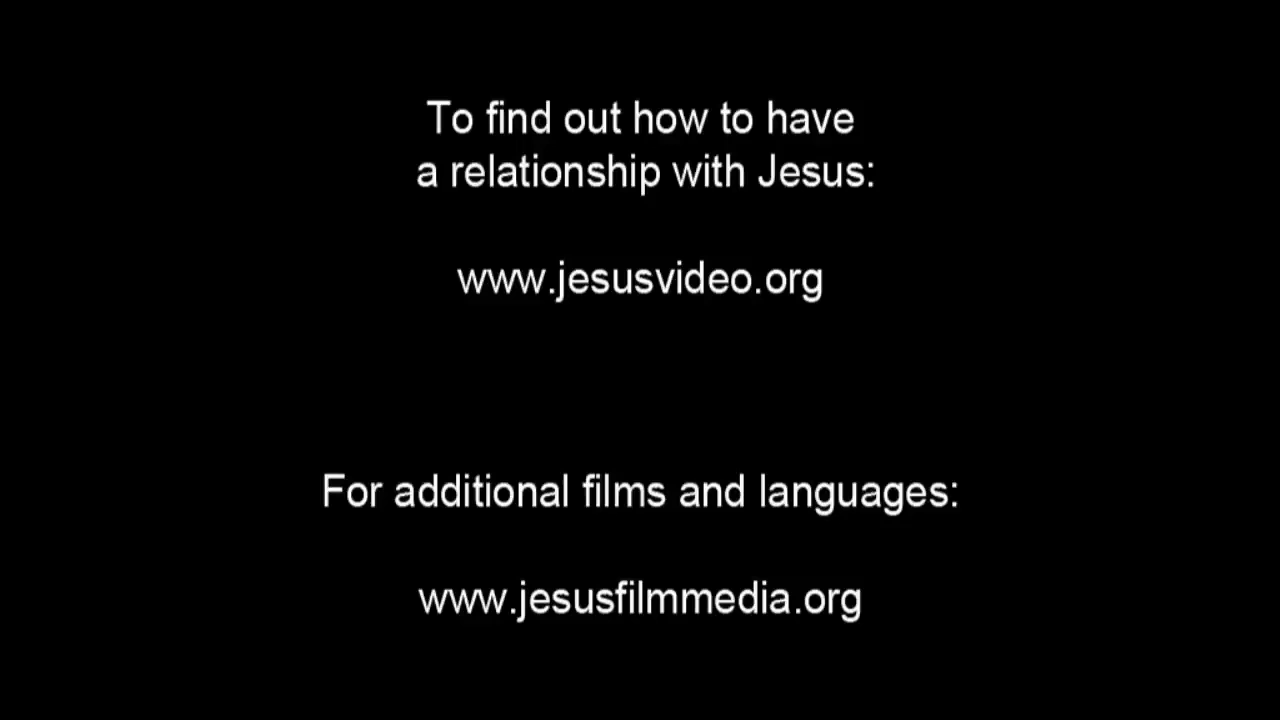 To find out how to have
a relationship with Jesus:
www.jesusvideo.org
For additional films and languages:
www.jesusfilmmedia.org